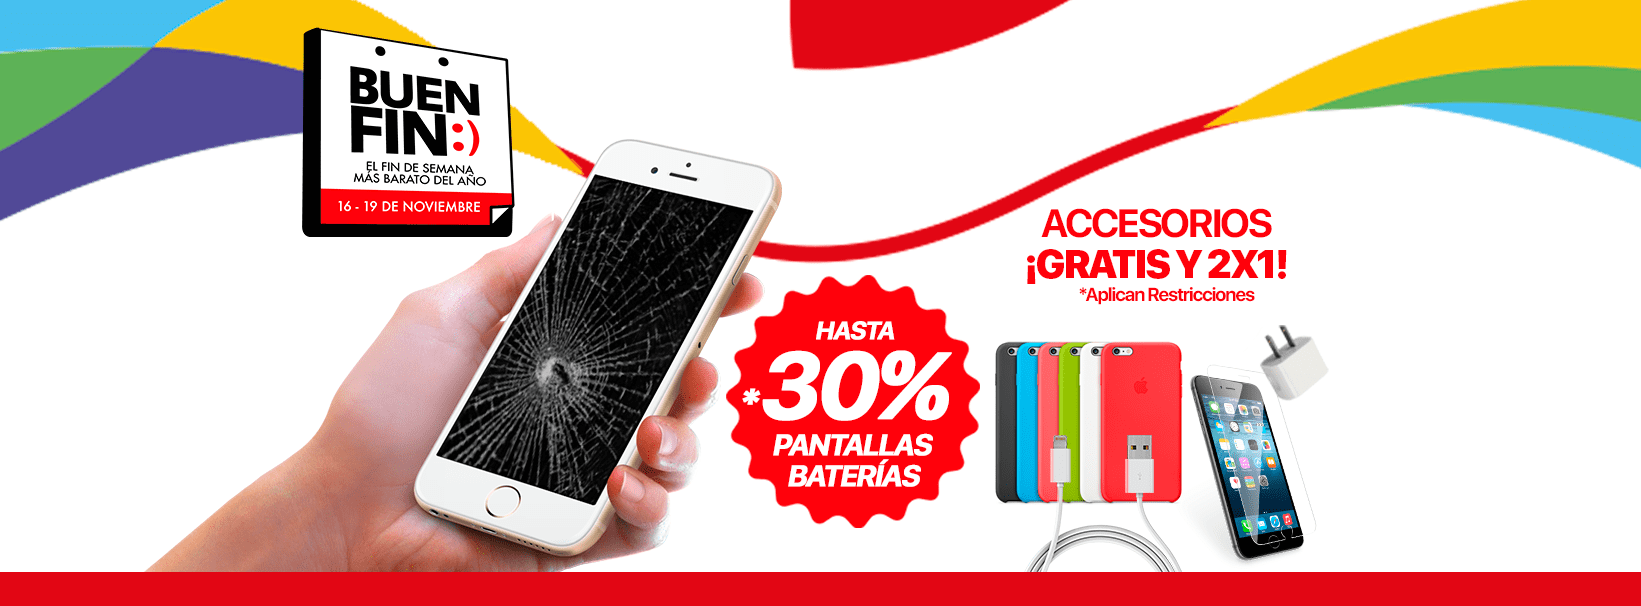 BUEN
FIN:)
EL FIN DE SEMANA
MÁS BARATO DEL AÑO
16 - 19 DE NOVIEMBRE
HASTA
*30%
PANTALLAS
BATERÍAS
ACCESORIOS
¡GRATIS Y 2X1!
*Aplican Restricciones